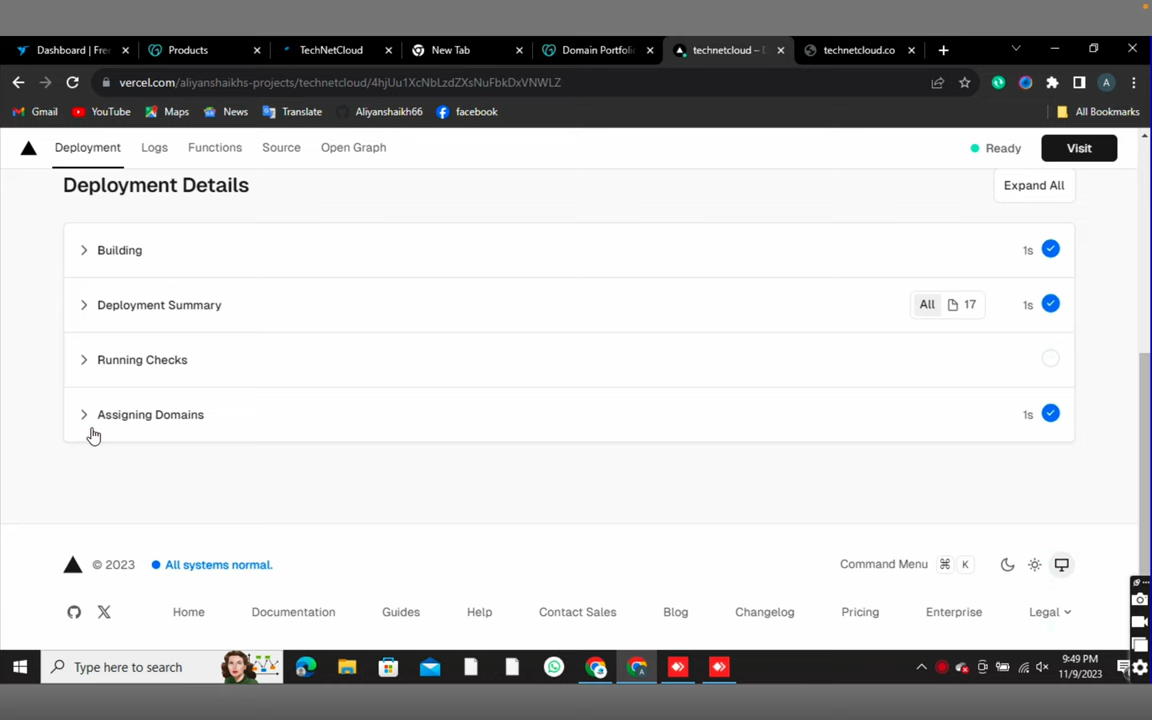 Dashboard | Fre
Products
TechNetCloud
New Tab
Domain Portfoli
technetcloud – D
technetcloud.co
vercel.com/aliyanshaikhs-projects/technetcloud/4hjUu1XcNbLzdZXsNuFbkDxVNWLZ
A
Gmail
YouTube
Maps
News
Translate
Aliyanshaikh66
facebook
All Bookmarks
Deployment
Logs
Functions
Source
Open Graph
Ready
Visit
Deployment Details
Expand All
Building
1s
Deployment Summary
All
17
1s
Running Checks
Assigning Domains
1s
© 2023
All systems normal.
Command Menu
⌘
K
Home
Documentation
Guides
Help
Contact Sales
Blog
Changelog
Pricing
Enterprise
Legal
Type here to search
9:49 PM
11/9/2023